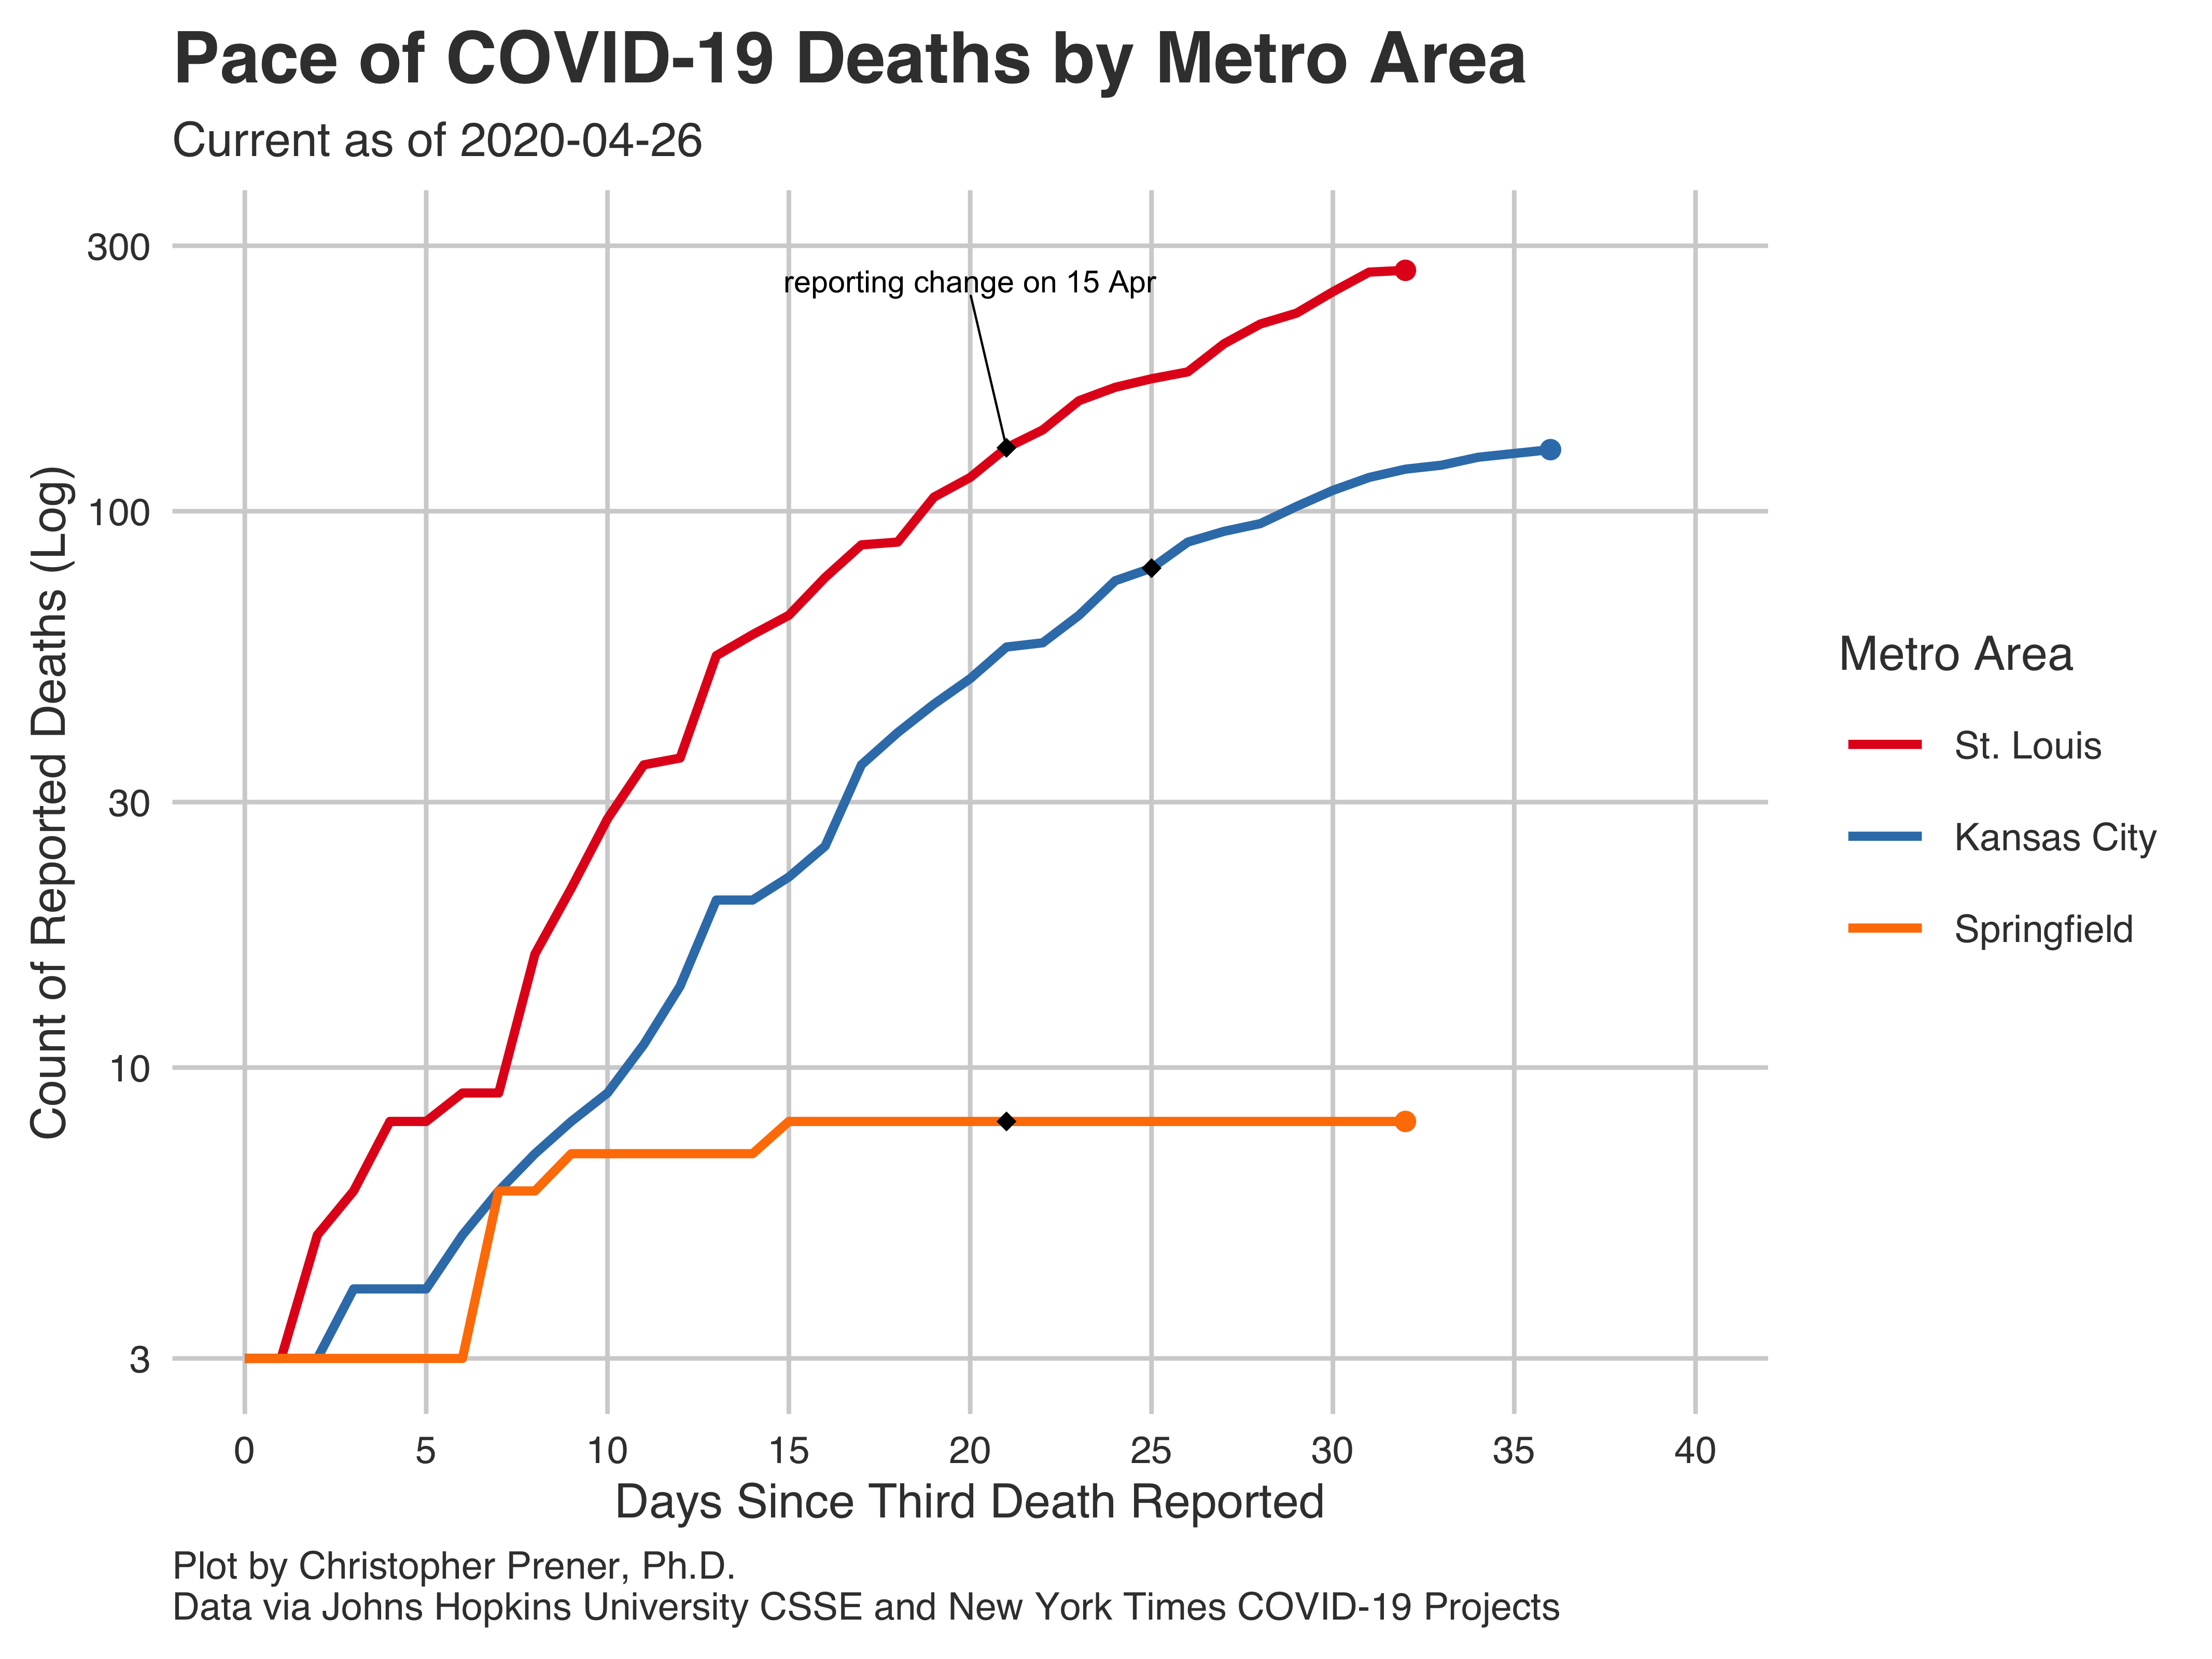 Pace of COVID-19 Deaths by Metro Area
Current as of 2020-04-26
Count of Reported Deaths (Log)
300
100
30
10
3
reporting change on 15 Apr
Metro Area
St. Louis
Kansas City
Springfield
0 5 10 15 20 25 30 35 40
Days Since Third Death Reported
Plot by Christopher Prener, Ph.D.
Data via Johns Hopkins University CSSE and New York Times COVID-19 Projects